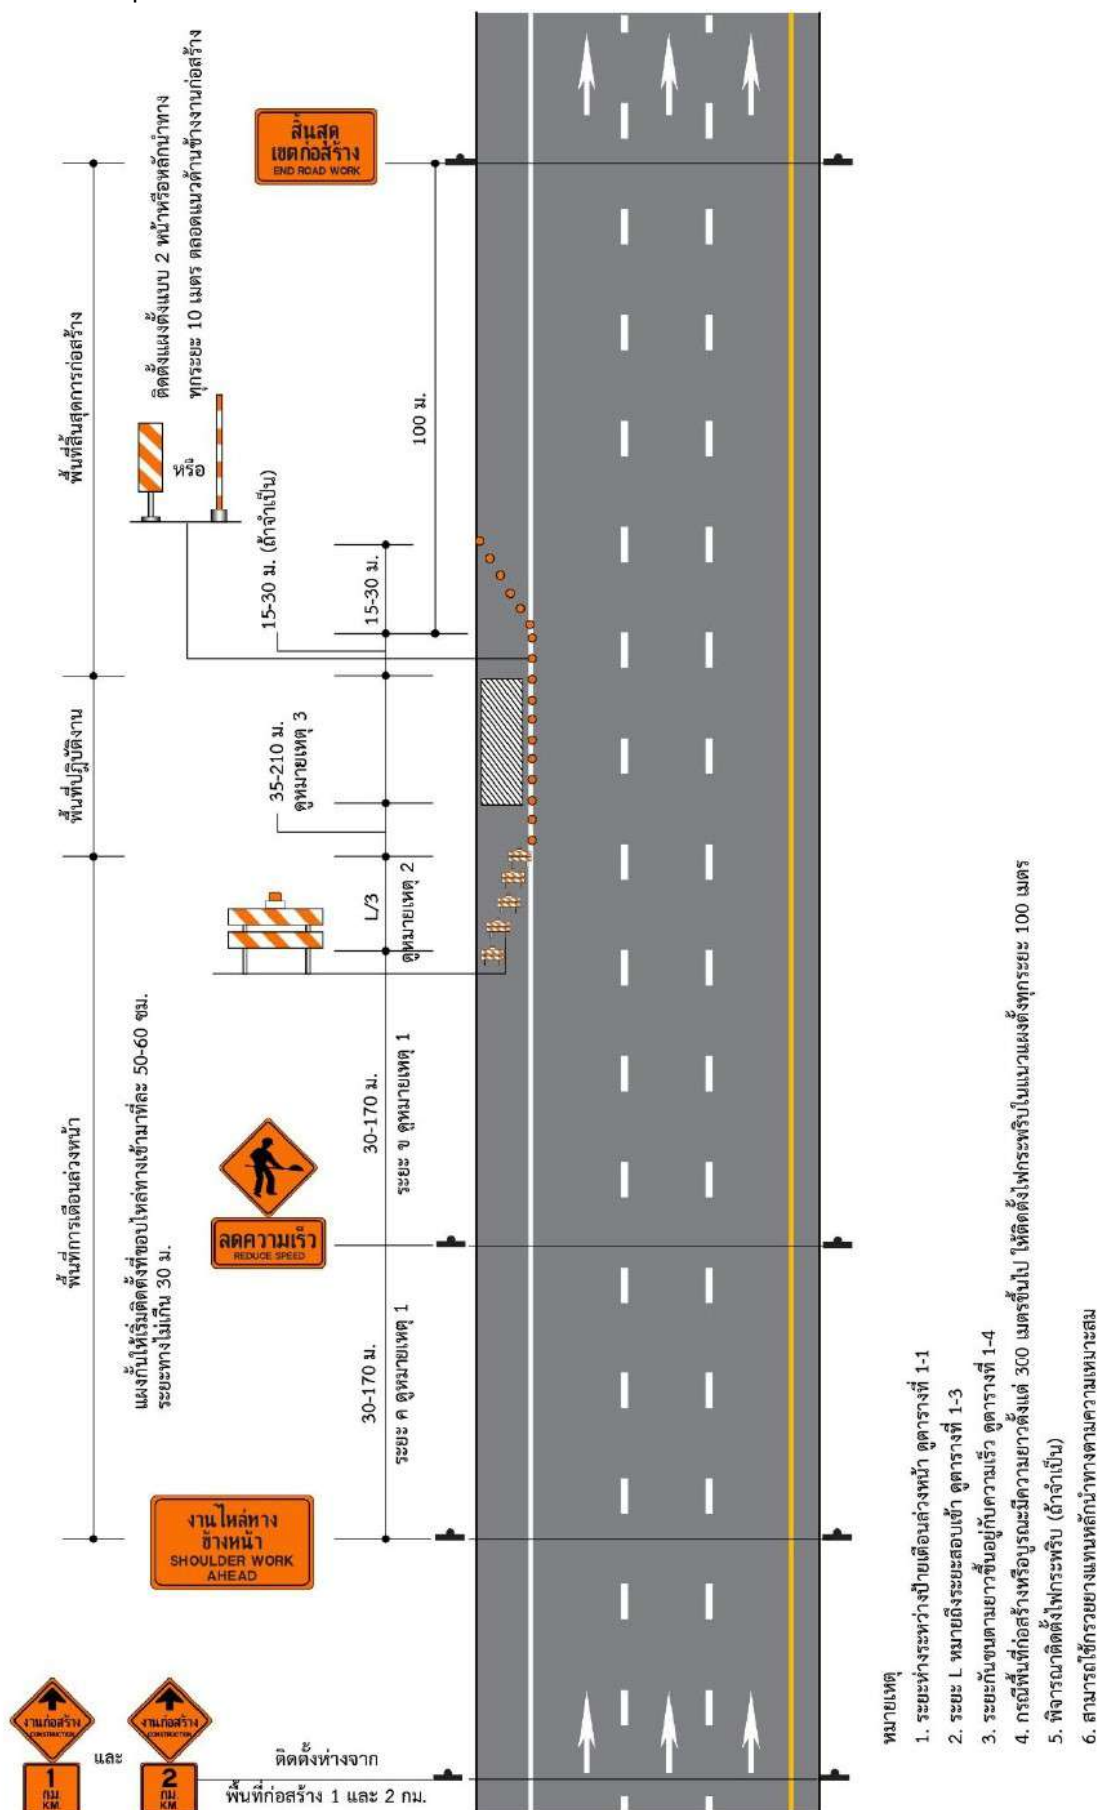 สิ้นสุด
เขตก่อสร้าง
END ROAD WORK
ติดตั้งแผงตั้งแบบ 2 หน้าหรือหลักนำทาง
ทุกระยะ 10 เมตร ตลอดแนวด้านข้างงานก่อสร้าง
พื้นที่สิ้นสุดการก่อสร้าง
หรือ
100 ม.
15-30 ม. (ถ้าจำเป็น)
15-30 ม.
พื้นที่ปฏิบัติงาน
35-210 ม.
ดูหมายเหตุ 3
L/3
ดูหมายเหตุ 2
พื้นที่การเตือนล่วงหน้า
แผงกั้นให้เริ่มติดตั้งที่ขอบไหล่ทางเข้ามาทีละ 50-60 ซม.
ระยะทางไม่เกิน 30 ม.
30-170 ม.
ระยะ ข ดูหมายเหตุ 1
ลดความเร็ว
REDUCE SPEED
30-170 ม.
ระยะ ค ดูหมายเหตุ 1
งานไหล่ทาง
ข้างหน้า
SHOULDER WORK
AHEAD
งานก่อสร้าง
CONSTRUCTION
1
กม.
KM.
และ
งานก่อสร้าง
CONSTRUCTION
2
กม.
KM.
ติดตั้งห่างจาก
พื้นที่ก่อสร้าง 1 และ 2 กม.
หมายเหตุ
1. ระยะห่างระหว่างป้ายเตือนล่วงหน้า ดูตารางที่ 1-1
2. ระยะ L หมายถึงระยะสอบเข้า ดูตารางที่ 1-3
3. ระยะกันชนตามยาวขึ้นอยู่กับความเร็ว ดูตารางที่ 1-4
4. กรณีพื้นที่ก่อสร้างหรือบูรณะมีความยาวตั้งแต่ 300 เมตรขึ้นไป ให้ติดตั้งไฟกระพริบในแนวแผงตั้งทุกระยะ 100 เมตร
5. พิจารณาติดตั้งไฟกระพริบ (ถ้าจำเป็น)
6. สามารถใช้กรวยยางแทนหลักนำทางตามความเหมาะสม